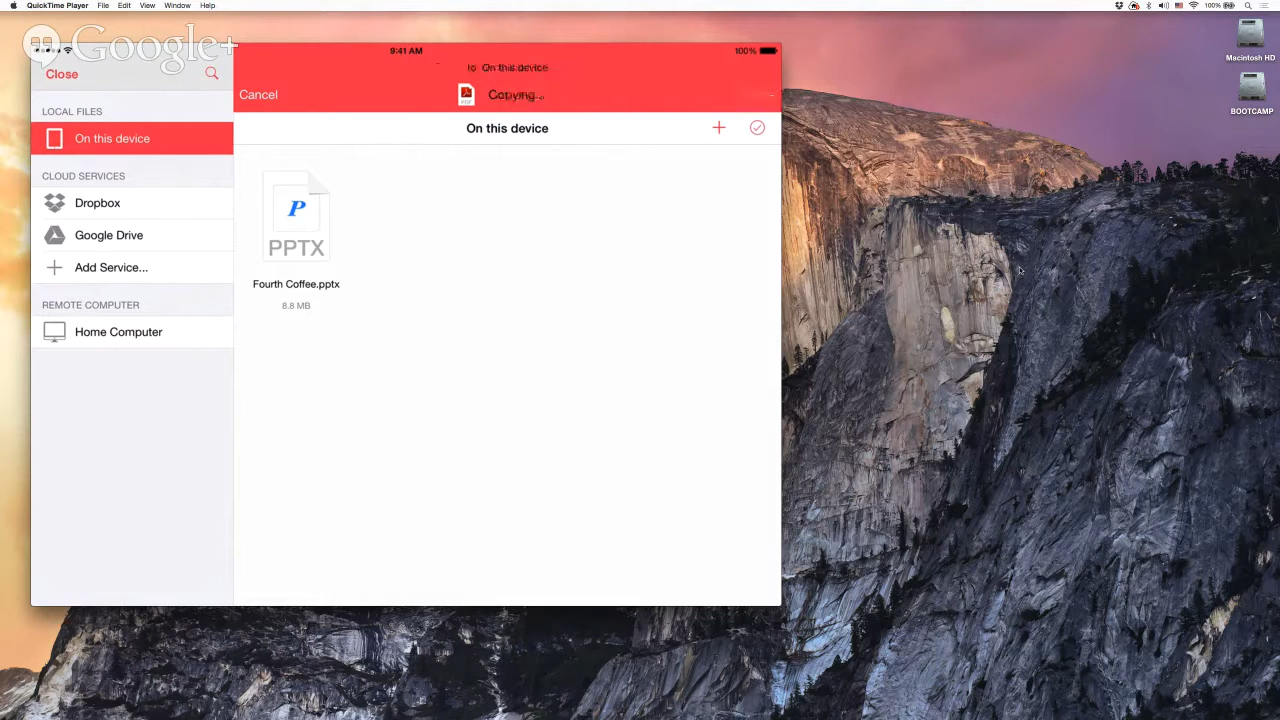 QuickTime Player File Edit View Window Help 100%
Google+
9:41 AM 100%
Close
to On this device
Cancel
Copying...
PDF
On this device
LOCAL FILES
On this device
CLOUD SERVICES
Dropbox
Google Drive
Add Service...
REMOTE COMPUTER
Home Computer
P
PPTX
Fourth Coffee.pptx
8.8 MB
Macintosh HD
BOOTCAMP